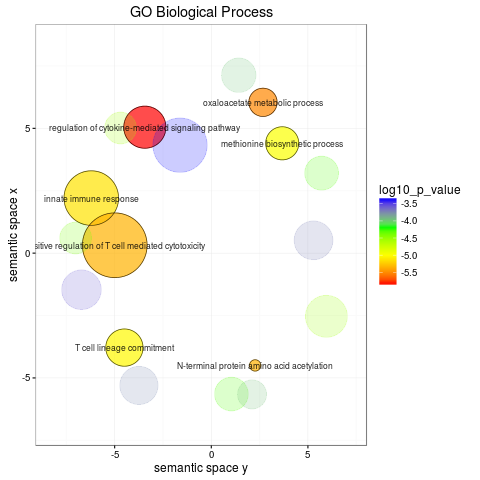 GO Biological Process
oxaloacetate metabolic process
regulation of cytokine-mediated signaling pathway
methionine biosynthetic process
innate immune response
sitive regulation of T cell mediated cytotoxicity
T cell lineage commitment
N-terminal protein amino acid acetylation
semantic space x
5
0
-5
-5
0
5
semantic space y
log10_p_value
-3.5
-4.0
-4.5
-5.0
-5.5